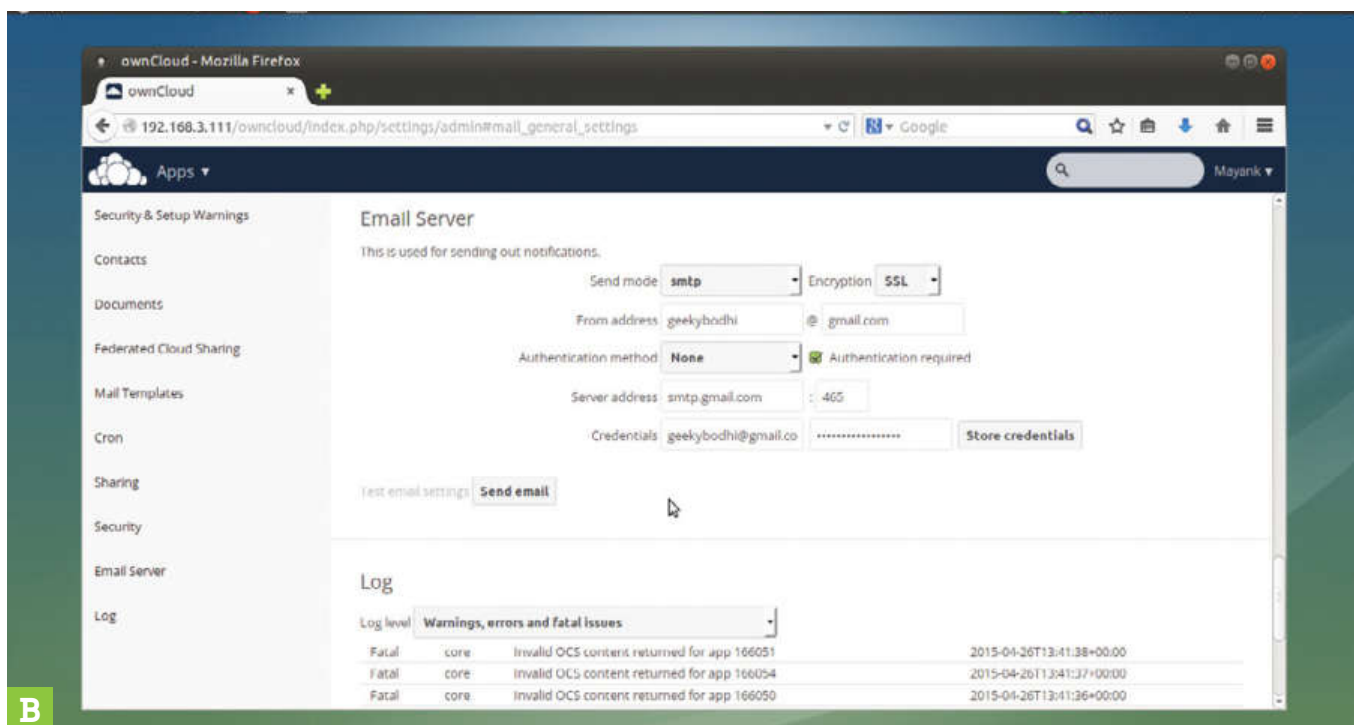 ownCloud - Mozilla Firefox
ownCloud
192.168.3.111/owncloud/index.php/settings/admin#mail_general_settings
Google
Apps
Mayank
Security & Setup Warnings
Contacts
Documents
Federated Cloud Sharing
Mail Templates
Cron
Sharing
Security
Email Server
Log
Email Server
This is used for sending out notifications.
Send mode smtp Encryption SSL
From address geekybodhi @ gmail.com
Authentication method None Authentication required
Server address smtp.gmail.com : 465
Credentials geekybodhi@gmail.co ••••••••••••••••• Store credentials
Test email settings Send email
Log
Log level Warnings, errors and fatal issues
Fatal core Invalid OCS content returned for app 166051 2015-04-26T13:41:38+00:00
Fatal core Invalid OCS content returned for app 166054 2015-04-26T13:41:37+00:00
Fatal core Invalid OCS content returned for app 166050 2015-04-26T13:41:36+00:00
B